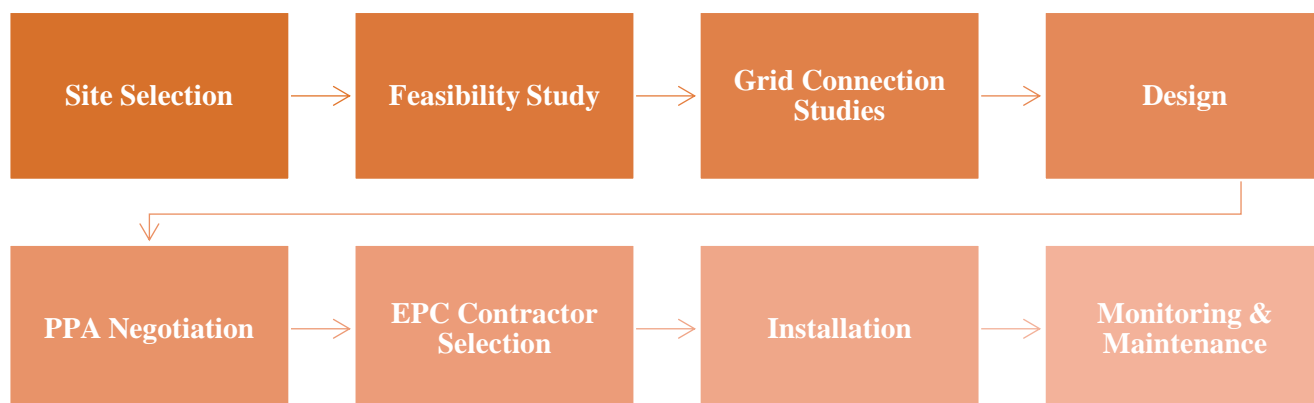 Site Selection
Feasibility Study
Grid Connection
Studies
Design
PPA Negotiation
EPC Contractor
Selection
Installation
Monitoring &
Maintenance